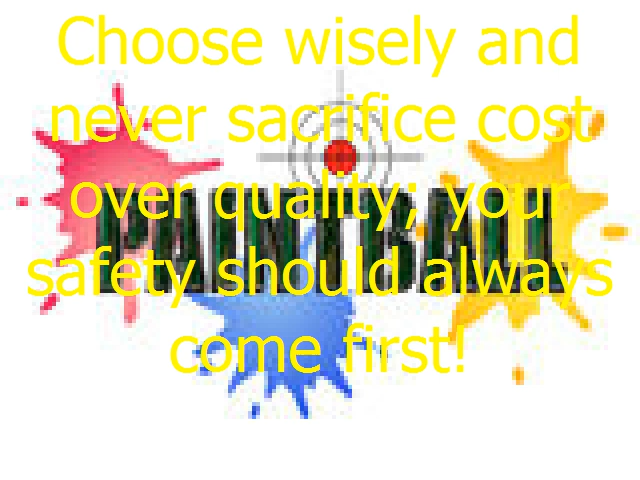 Choose wisely and
never sacrifice cost
over quality; your
PAINTBALL
safety should always
come first!